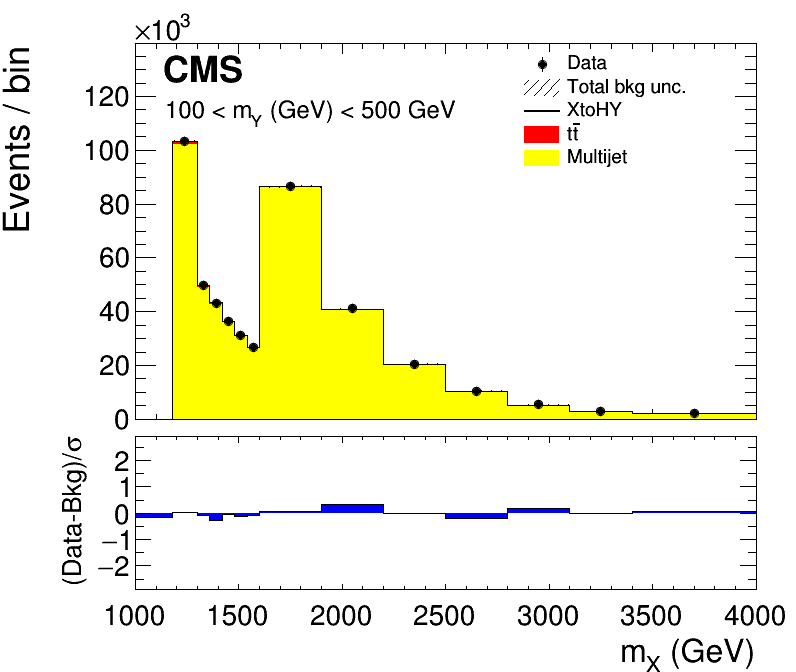 ×10³
Events / bin
CMS
100 < m_Y (GeV) < 500 GeV
Data
Total bkg unc.
XtoHY
tt̄
Multijet
120
100
80
60
40
20
0
(Data-Bkg)/σ
2
1
0
−1
−2
1000 1500 2000 2500 3000 3500 4000
m_X (GeV)